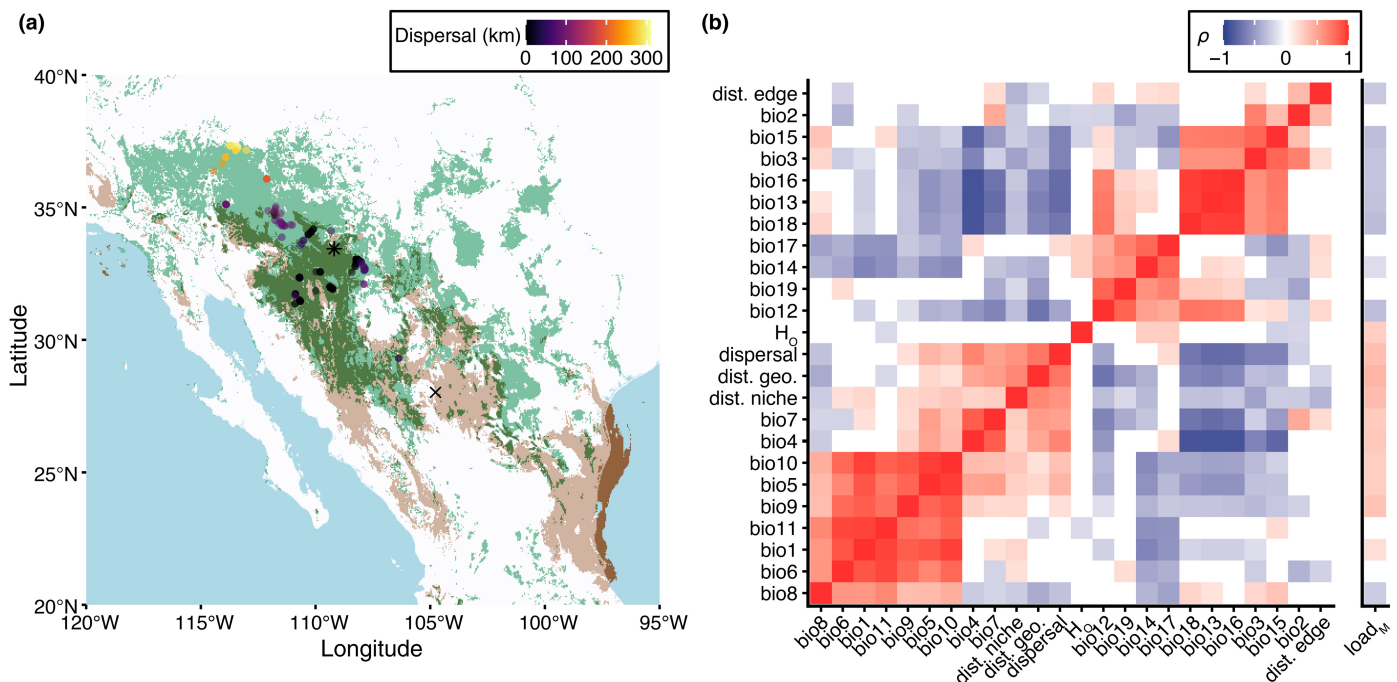 (a)
Dispersal (km)
0 100 200 300
40°N
35°N
30°N
25°N
20°N
Latitude
120°W 115°W 110°W 105°W 100°W 95°W
Longitude
(b)
ρ
−1 0 1
dist. edge
bio2
bio15
bio3
bio16
bio13
bio18
bio17
bio14
bio19
bio12
H_O
dispersal
dist. geo.
dist. niche
bio7
bio4
bio10
bio5
bio9
bio11
bio1
bio6
bio8
bio8 bio6 bio1 bio11 bio9 bio5 bio10 bio4 bio7 dist. niche dist. geo. dispersal H_O bio12 bio19 bio14 bio17 bio18 bio13 bio16 bio3 bio15 bio2 dist. edge
load_M